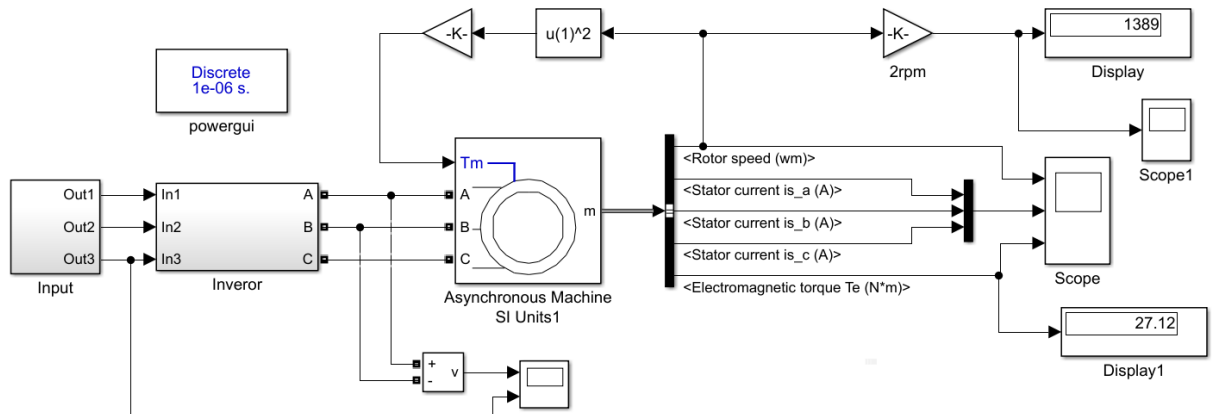 -K-
u(1)^2
-K-
2rpm
1389
Display
Discrete
1e-06 s.
powergui
Scope1
Tm
<Rotor speed (wm)>
<Stator current is_a (A)>
<Stator current is_b (A)>
<Stator current is_c (A)>
<Electromagnetic torque Te (N*m)>
Out1
Out2
Out3
Input
In1
In2
In3
A
B
C
Inveror
A
B
C
m
Asynchronous Machine
SI Units1
Scope
27.12
Display1
+
-
v